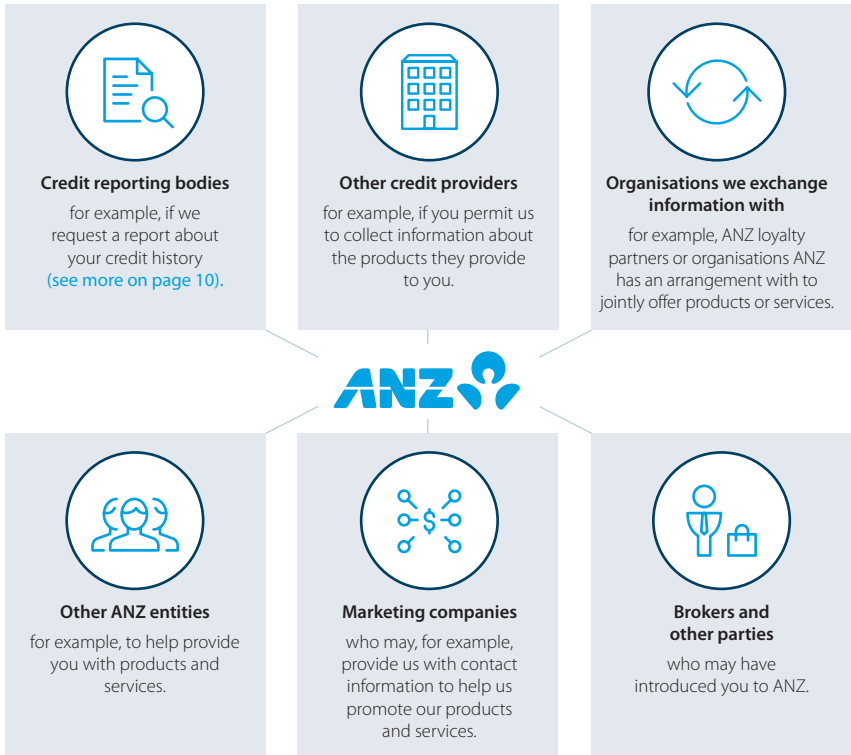 Credit reporting bodies
for example, if we
request a report about
your credit history
(see more on page 10).
Other credit providers
for example, if you permit us
to collect information about
the products they provide
to you.
Organisations we exchange
information with
for example, ANZ loyalty
partners or organisations ANZ
has an arrangement with to
jointly offer products or services.
ANZ
Other ANZ entities
for example, to help provide
you with products and
services.
$
Marketing companies
who may, for example,
provide us with contact
information to help us
promote our products
and services.
Brokers and
other parties
who may have
introduced you to ANZ.